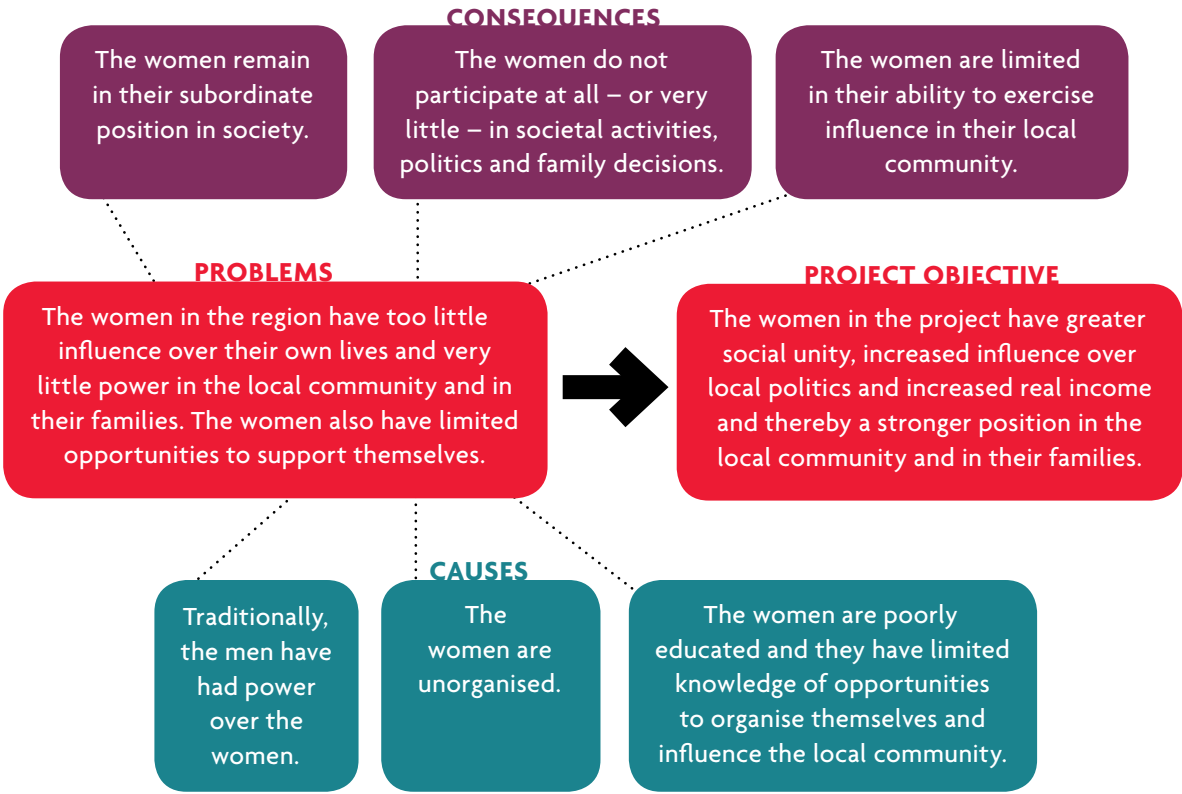 CONSEQUENCES
The women remain
in their subordinate
position in society.
The women do not
participate at all – or very
little – in societal activities,
politics and family decisions.
The women are limited
in their ability to exercise
influence in their local
community.
PROBLEMS
The women in the region have too little
influence over their own lives and very
little power in the local community and in
their families. The women also have limited
opportunities to support themselves.
PROJECT OBJECTIVE
The women in the project have greater
social unity, increased influence over
local politics and increased real income
and thereby a stronger position in the
local community and in their families.
CAUSES
Traditionally,
the men have
had power
over the
women.
The
women are
unorganised.
The women are poorly
educated and they have limited
knowledge of opportunities
to organise themselves and
influence the local community.